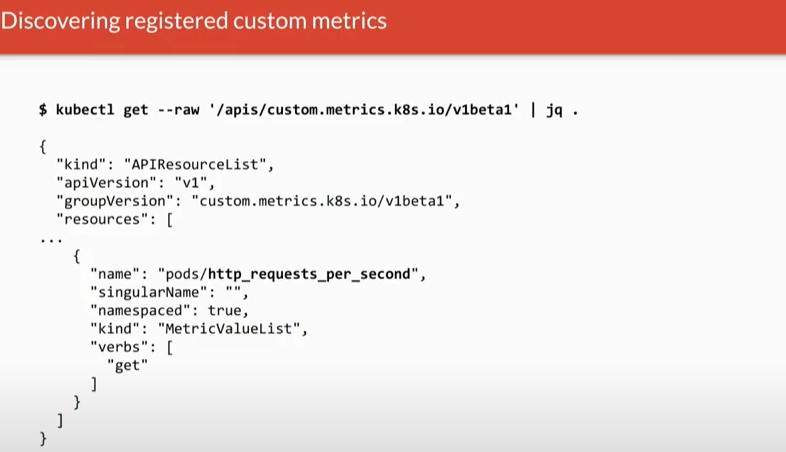 Discovering registered custom metrics
$ kubectl get --raw '/apis/custom.metrics.k8s.io/v1beta1' | jq .
{
"kind": "APIResourceList",
"apiVersion": "v1",
"groupVersion": "custom.metrics.k8s.io/v1beta1",
"resources": [
...
{
"name": "pods/http_requests_per_second",
"singularName": "",
"namespaced": true,
"kind": "MetricValueList",
"verbs": [
"get"
]
}
]
}